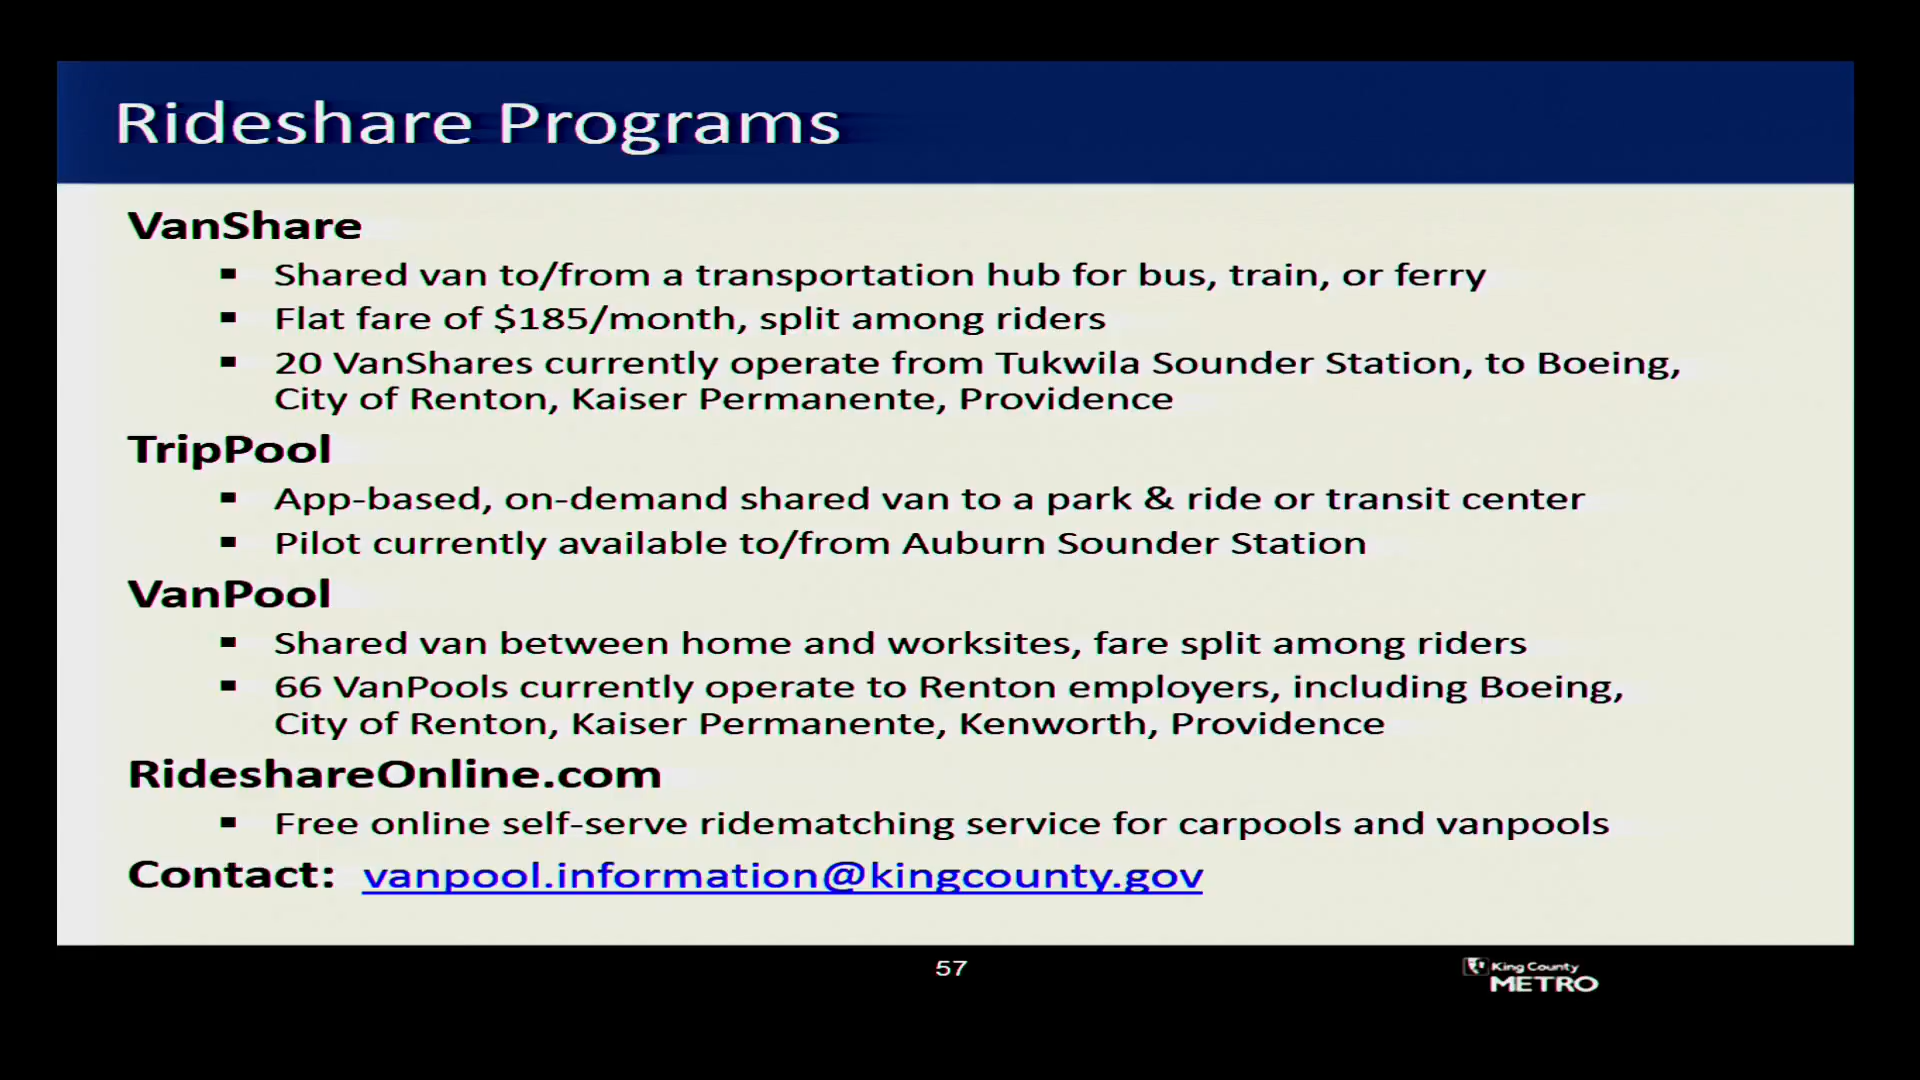 Rideshare Programs
VanShare
▪ Shared van to/from a transportation hub for bus, train, or ferry
▪ Flat fare of $185/month, split among riders
▪ 20 VanShares currently operate from Tukwila Sounder Station, to Boeing,
City of Renton, Kaiser Permanente, Providence
TripPool
▪ App-based, on-demand shared van to a park & ride or transit center
▪ Pilot currently available to/from Auburn Sounder Station
VanPool
▪ Shared van between home and worksites, fare split among riders
▪ 66 VanPools currently operate to Renton employers, including Boeing,
City of Renton, Kaiser Permanente, Kenworth, Providence
RideshareOnline.com
▪ Free online self-serve ridematching service for carpools and vanpools
Contact: vanpool.information@kingcounty.gov
57
King County
METRO